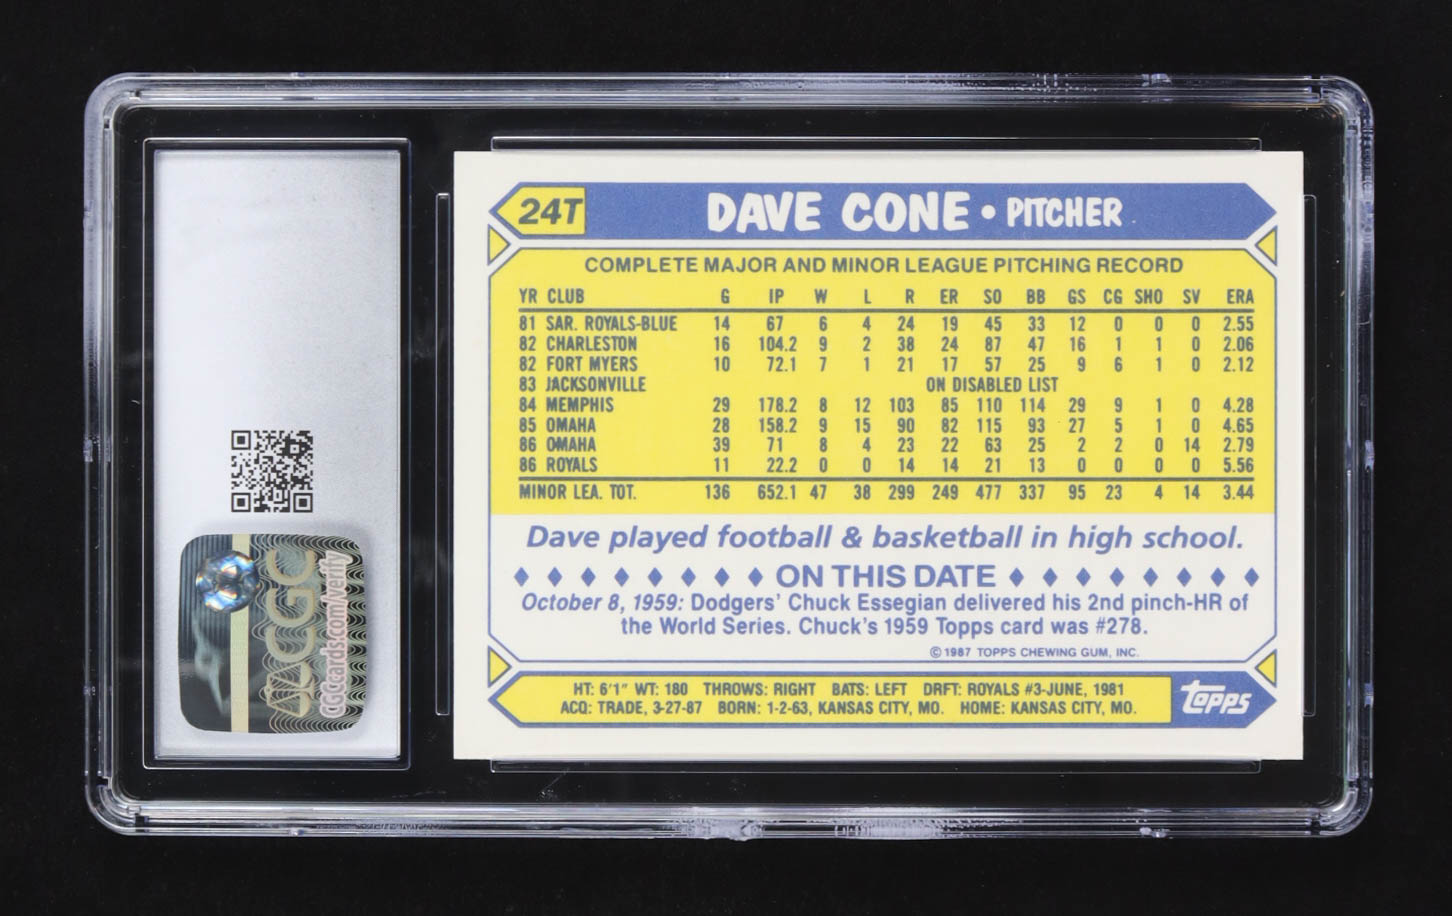 24T DAVE CONE • PITCHER
COMPLETE MAJOR AND MINOR LEAGUE PITCHING RECORD
YR CLUB G IP W L R ER SO BB GS CG SHO SV ERA
81 SAR. ROYALS-BLUE 14 67 6 4 24 19 45 33 12 0 0 0 2.55
82 CHARLESTON 16 104.2 9 2 38 24 87 47 16 1 1 0 2.06
82 FORT MYERS 10 72.1 7 1 21 17 57 25 9 6 1 0 2.12
83 JACKSONVILLE ON DISABLED LIST
84 MEMPHIS 29 178.2 8 12 103 85 110 114 29 9 1 0 4.28
85 OMAHA 28 158.2 9 15 90 82 115 93 27 5 1 0 4.65
86 OMAHA 39 71 8 4 23 22 63 25 2 2 0 14 2.79
86 ROYALS 11 22.2 0 0 14 14 21 13 0 0 0 0 5.56
MINOR LEA. TOT. 136 652.1 47 38 299 249 477 337 95 23 4 14 3.44
Dave played football & basketball in high school.
ON THIS DATE
October 8, 1959: Dodgers' Chuck Essegian delivered his 2nd pinch-HR of
the World Series. Chuck's 1959 Topps card was #278.
© 1987 TOPPS CHEWING GUM, INC.
HT: 6'1" WT: 180 THROWS: RIGHT BATS: LEFT DRFT: ROYALS #3-JUNE, 1981
ACQ: TRADE, 3-27-87 BORN: 1-2-63, KANSAS CITY, MO. HOME: KANSAS CITY, MO.
topps
CGC
CGCcards.com/verify